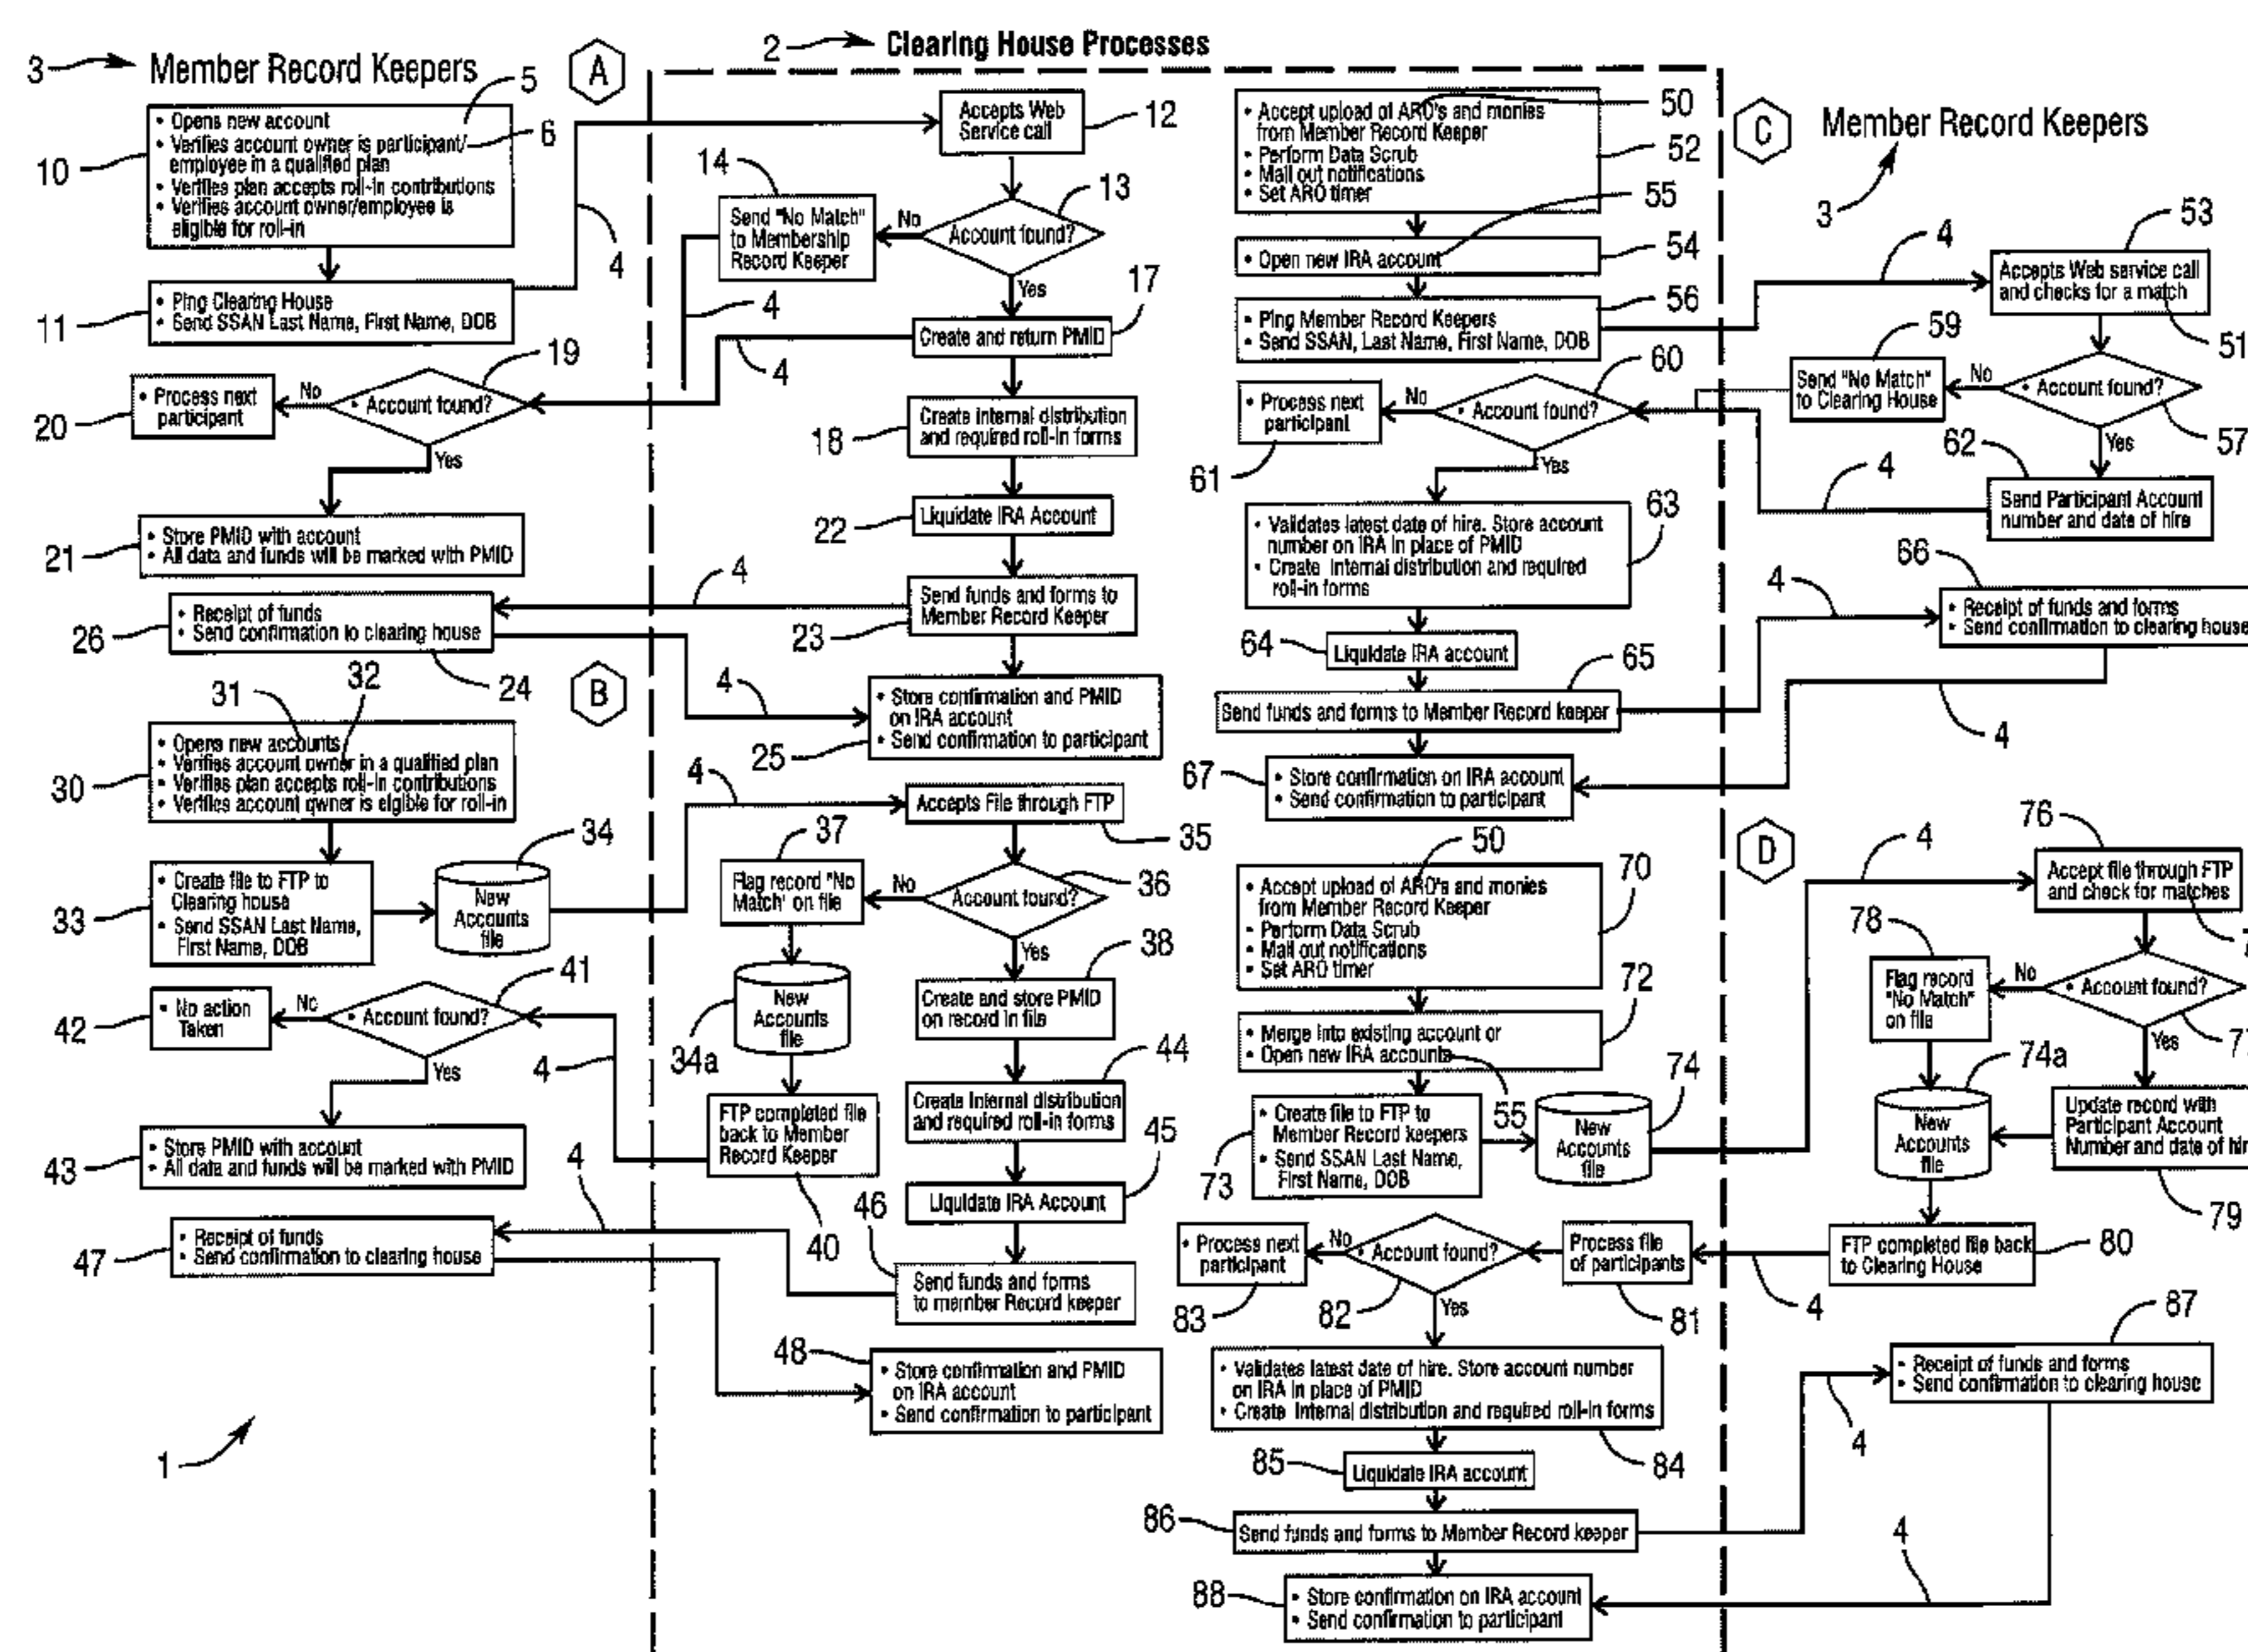 3
Member Record Keepers
A
2
Clearing House Processes
5
6
10
• Opens new account
• Verifies account owner is participant/
employee in a qualified plan
• Verifies plan accepts roll-in contributions
• Verifies account owner/employee is
eligible for roll-in
4
11
• Ping Clearing House
• Send SSAN Last Name, First Name, DOB
19
20
• Process next
participant
No
• Account found?
Yes
21
• Store PMID with account
• All data and funds will be marked with PMID
26
• Receipt of funds
• Send confirmation to clearing house
24
Accepts Web
Service call
12
14
Send "No Match"
to Membership
Record Keeper
No
Account found?
13
Yes
4
4
17
Create and return PMID
18
Create internal distribution
and required roll-in forms
22
Liquidate IRA Account
4
23
Send funds and forms to
Member Record Keeper
4
25
• Store confirmation and PMID
on IRA account
• Send confirmation to participant
B
31
32
30
• Opens new accounts
• Verifies account owner in a qualified plan
• Verifies plan accepts roll-in contributions
• Verifies account owner is elgible for roll-in
33
• Create file to FTP to
Clearing house
• Send SSAN Last Name,
First Name, DOB
34
New
Accounts
file
41
42
• No action
Taken
No
• Account found?
Yes
4
43
• Store PMID with account
• All data and funds will be marked with PMID
47
• Receipt of funds
• Send confirmation to clearing house
4
4
Accepts File through FTP
35
37
Flag record "No
Match' on file
No
Account found?
36
Yes
34a
New
Accounts
file
38
Create and store PMID
on record in file
FTP completed file
back to Member
Record Keeper
40
44
Create Internal distribution
and required roll-in forms
45
Liquidate IRA Account
46
Send funds and forms
to member Record keeper
48
• Store confirmation and PMID
on IRA account
• Send confirmation to participant
1
50
• Accept upload of ARO's and monies
from Member Record Keeper
• Perform Data Scrub
• Mail out notifications
• Set ARO timer
52
55
• Open new IRA account
54
• Ping Member Record Keepers
• Send SSAN, Last Name, First Name, DOB
56
60
61
• Process next
participant
No
• Account found?
Yes
63
• Validates latest date of hire. Store account
number on IRA in place of PMID
• Create Internal distribution and required
roll-in forms
64
Liquidate IRA account
65
Send funds and forms to Member Record keeper
67
• Store confirmation on IRA account
• Send confirmation to participant
C
Member Record Keepers
3
53
4
Accepts Web service call
and checks for a match
51
59
Send "No Match"
to Clearing House
No
• Account found?
57
Yes
62
4
Send Participant Account
number and date of hire
66
4
• Receipt of funds and forms
• Send confirmation to clearing house
4
50
• Accept upload of ARO's and monies
from Member Record Keeper
• Perform Data Scrub
• Mail out notifications
• Set ARO timer
70
72
• Merge into existing account or
• Open new IRA accounts
55
73
• Create file to FTP to
Member Record keepers
• Send SSAN Last Name,
First Name, DOB
74
New
Accounts
file
83
• Process next
participant
No
• Account found?
82
Yes
Process file
of participants
81
• Validates latest date of hire. Store account number
on IRA in place of PMID
• Create Internal distribution and required roll-in forms
84
85
Liquidate IRA account
86
Send funds and forms to Member Record keeper
88
• Store confirmation on IRA account
• Send confirmation to participant
D
76
4
Accept file through FTP
and check for matches
78
Flag record
"No Match"
on file
No
• Account found?
Yes
74a
New
Accounts
file
Update record with
Participant Account
Number and date of
79
FTP completed file back
to Clearing House
80
4
87
• Receipt of funds and forms
• Send confirmation to clearing house
4
4